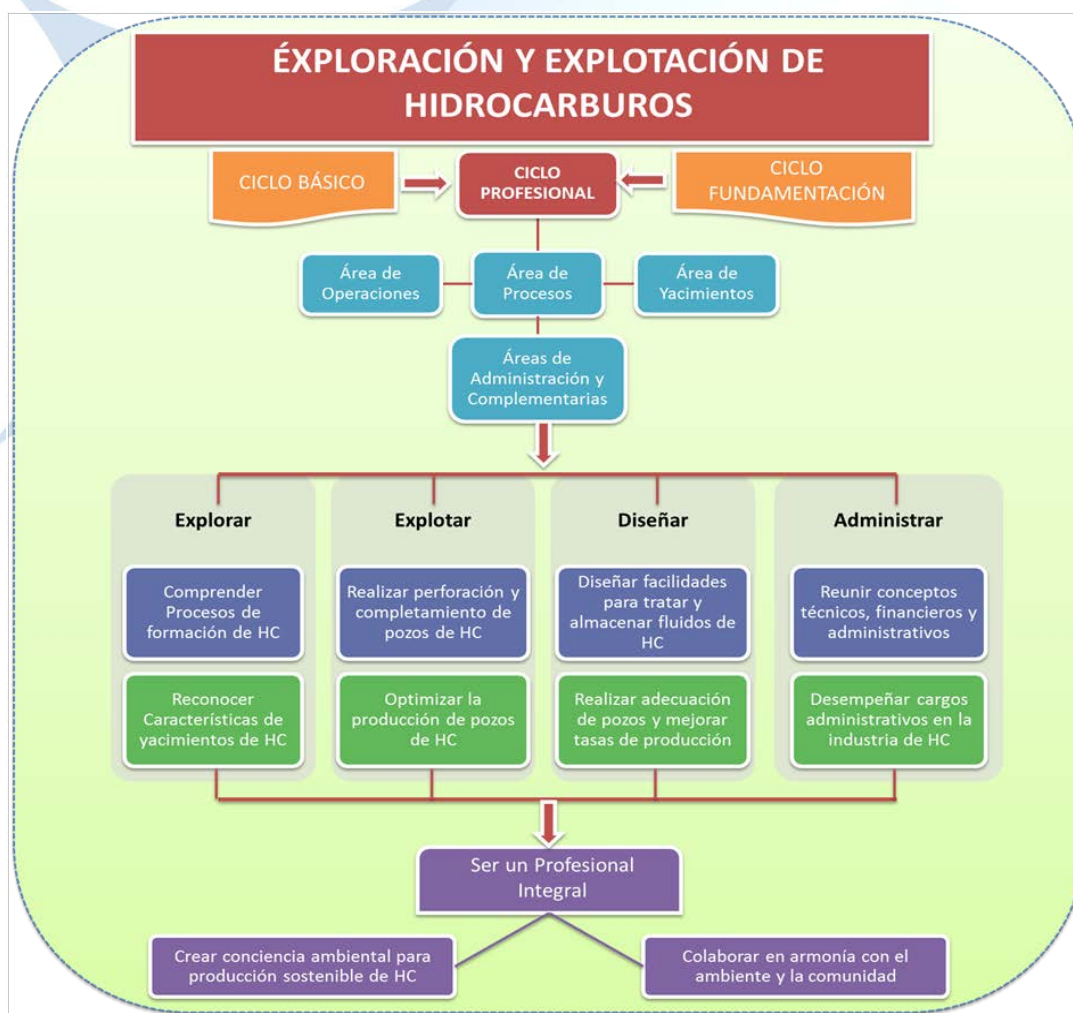 ÉXPLORACIÓN Y EXPLOTACIÓN DE
HIDROCARBUROS
CICLO BÁSICO
CICLO
PROFESIONAL
CICLO
FUNDAMENTACIÓN
Área de
Operaciones
Área de
Procesos
Área de
Yacimientos
Áreas de
Administración y
Complementarias
Explorar
Explotar
Diseñar
Administrar
Comprender
Procesos de
formación de HC
Realizar perforación y
completamiento de
pozos de HC
Diseñar facilidades
para tratar y
almacenar fluidos de
HC
Reunir conceptos
técnicos, financieros y
administrativos
Reconocer
Características de
yacimientos de HC
Optimizar la
producción de pozos
de HC
Realizar adecuación
de pozos y mejorar
tasas de producción
Desempeñar cargos
administrativos en la
industria de HC
Ser un Profesional
Integral
Crear conciencia ambiental para
producción sostenible de HC
Colaborar en armonía con el
ambiente y la comunidad